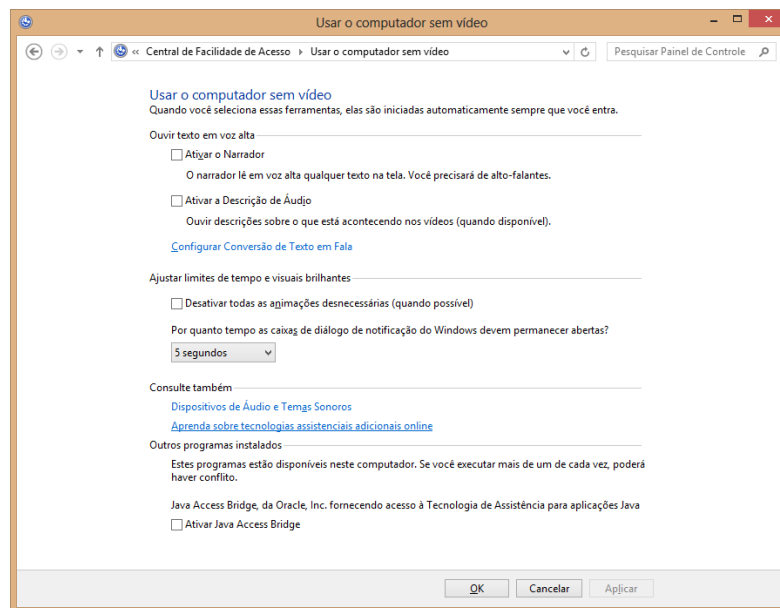 Usar o computador sem vídeo
« Central de Facilidade de Acesso › Usar o computador sem vídeo
Pesquisar Painel de Controle
Usar o computador sem vídeo
Quando você seleciona essas ferramentas, elas são iniciadas automaticamente sempre que você entra.
Ouvir texto em voz alta
Ativar o Narrador
O narrador lê em voz alta qualquer texto na tela. Você precisará de alto-falantes.
Ativar a Descrição de Áudio
Ouvir descrições sobre o que está acontecendo nos vídeos (quando disponível).
Configurar Conversão de Texto em Fala
Ajustar limites de tempo e visuais brilhantes
Desativar todas as animações desnecessárias (quando possível)
Por quanto tempo as caixas de diálogo de notificação do Windows devem permanecer abertas?
5 segundos
Consulte também
Dispositivos de Áudio e Temas Sonoros
Aprenda sobre tecnologias assistenciais adicionais online
Outros programas instalados
Estes programas estão disponíveis neste computador. Se você executar mais de um de cada vez, poderá
haver conflito.
Java Access Bridge, da Oracle, Inc. fornecendo acesso à Tecnologia de Assistência para aplicações Java
Ativar Java Access Bridge
OK Cancelar Aplicar